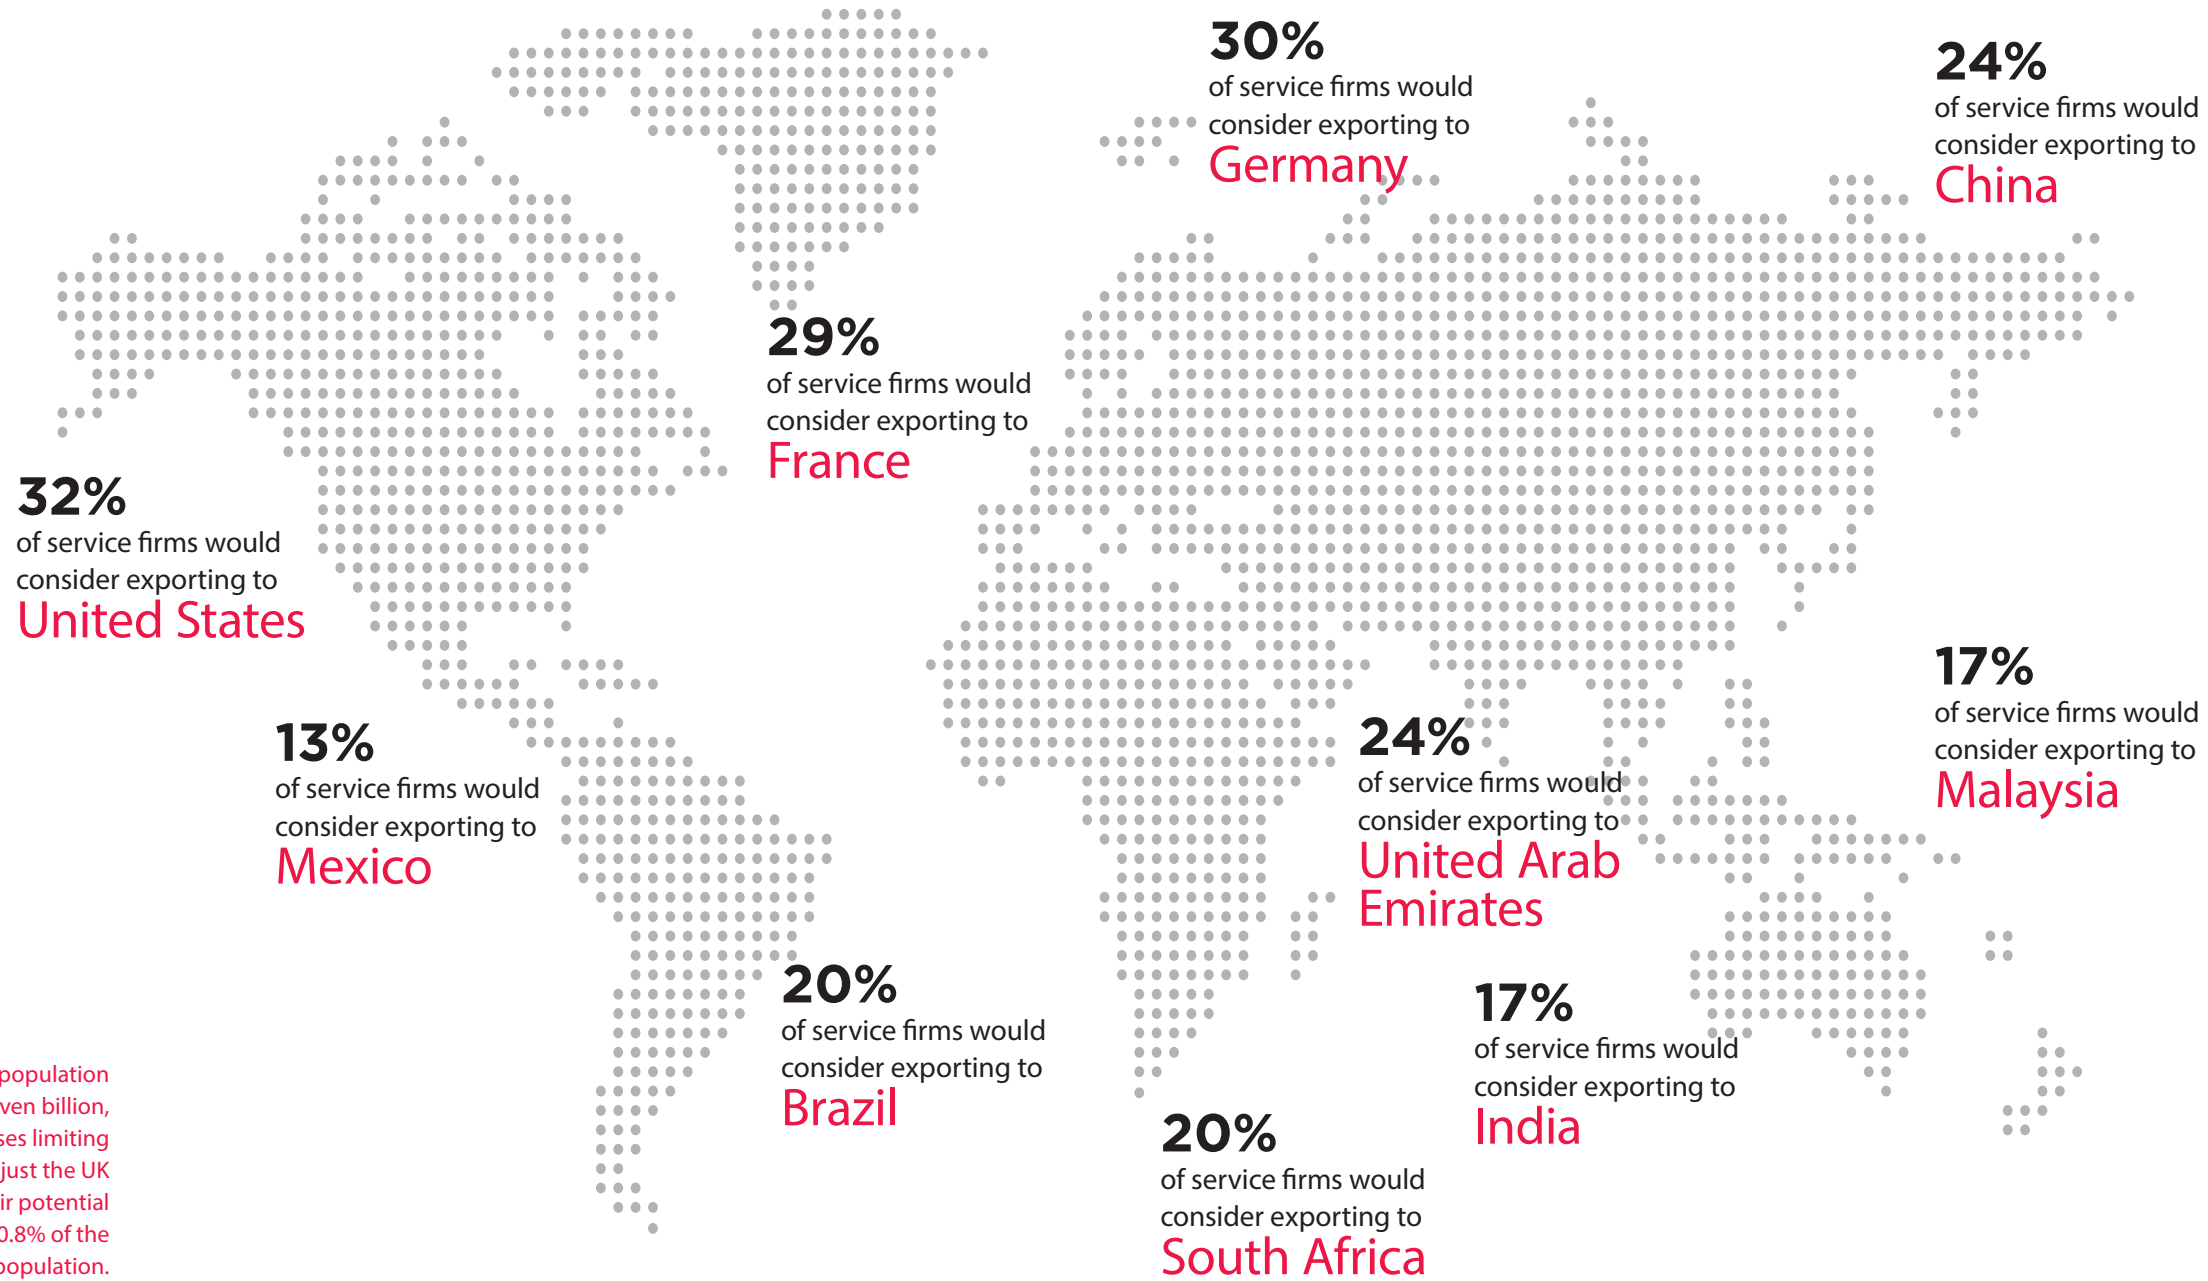 30%
of service firms would
consider exporting to
Germany
24%
of service firms would
consider exporting to
China
29%
of service firms would
consider exporting to
France
32%
of service firms would
consider exporting to
United States
17%
of service firms would
consider exporting to
Malaysia
13%
of service firms would
consider exporting to
Mexico
24%
of service firms would
consider exporting to
United Arab
Emirates
20%
of service firms would
consider exporting to
Brazil
17%
of service firms would
consider exporting to
India
20%
of service firms would
consider exporting to
South Africa
population
ven billion,
ses limiting
just the UK
ir potential
0.8% of the
population.